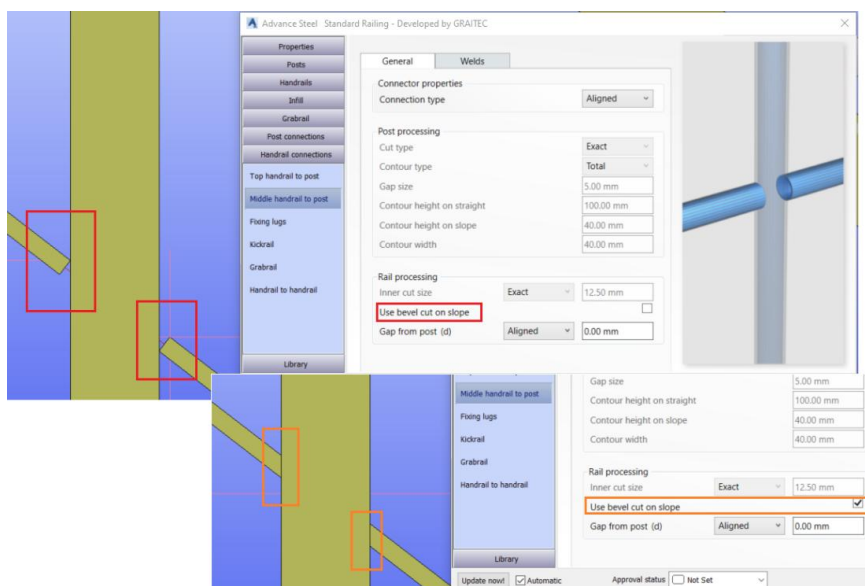 Advance Steel   Standard Railing - Developed by GRAITEC
Properties
Posts
Handrails
Infill
Grabrail
Post connections
Handrail connections
Top handrail to post
Middle handrail to post
Fixing lugs
Kickrail
Grabrail
Handrail to handrail
Library
General Welds
Connector properties
Connection type Aligned
Post processing
Cut type Exact
Contour type Total
Gap size 5.00 mm
Contour height on straight 100.00 mm
Contour height on slope 40.00 mm
Contour width 40.00 mm
Rail processing
Inner cut size Exact 12.50 mm
Use bevel cut on slope
Gap from post (d) Aligned 0.00 mm
Middle handrail to post
Fixing lugs
Kickrail
Grabrail
Handrail to handrail
Library
Gap size 5.00 mm
Contour height on straight 100.00 mm
Contour height on slope 40.00 mm
Contour width 40.00 mm
Rail processing
Inner cut size Exact 12.50 mm
Use bevel cut on slope
Gap from post (d) Aligned 0.00 mm
Update now! Automatic Approval status Not Set